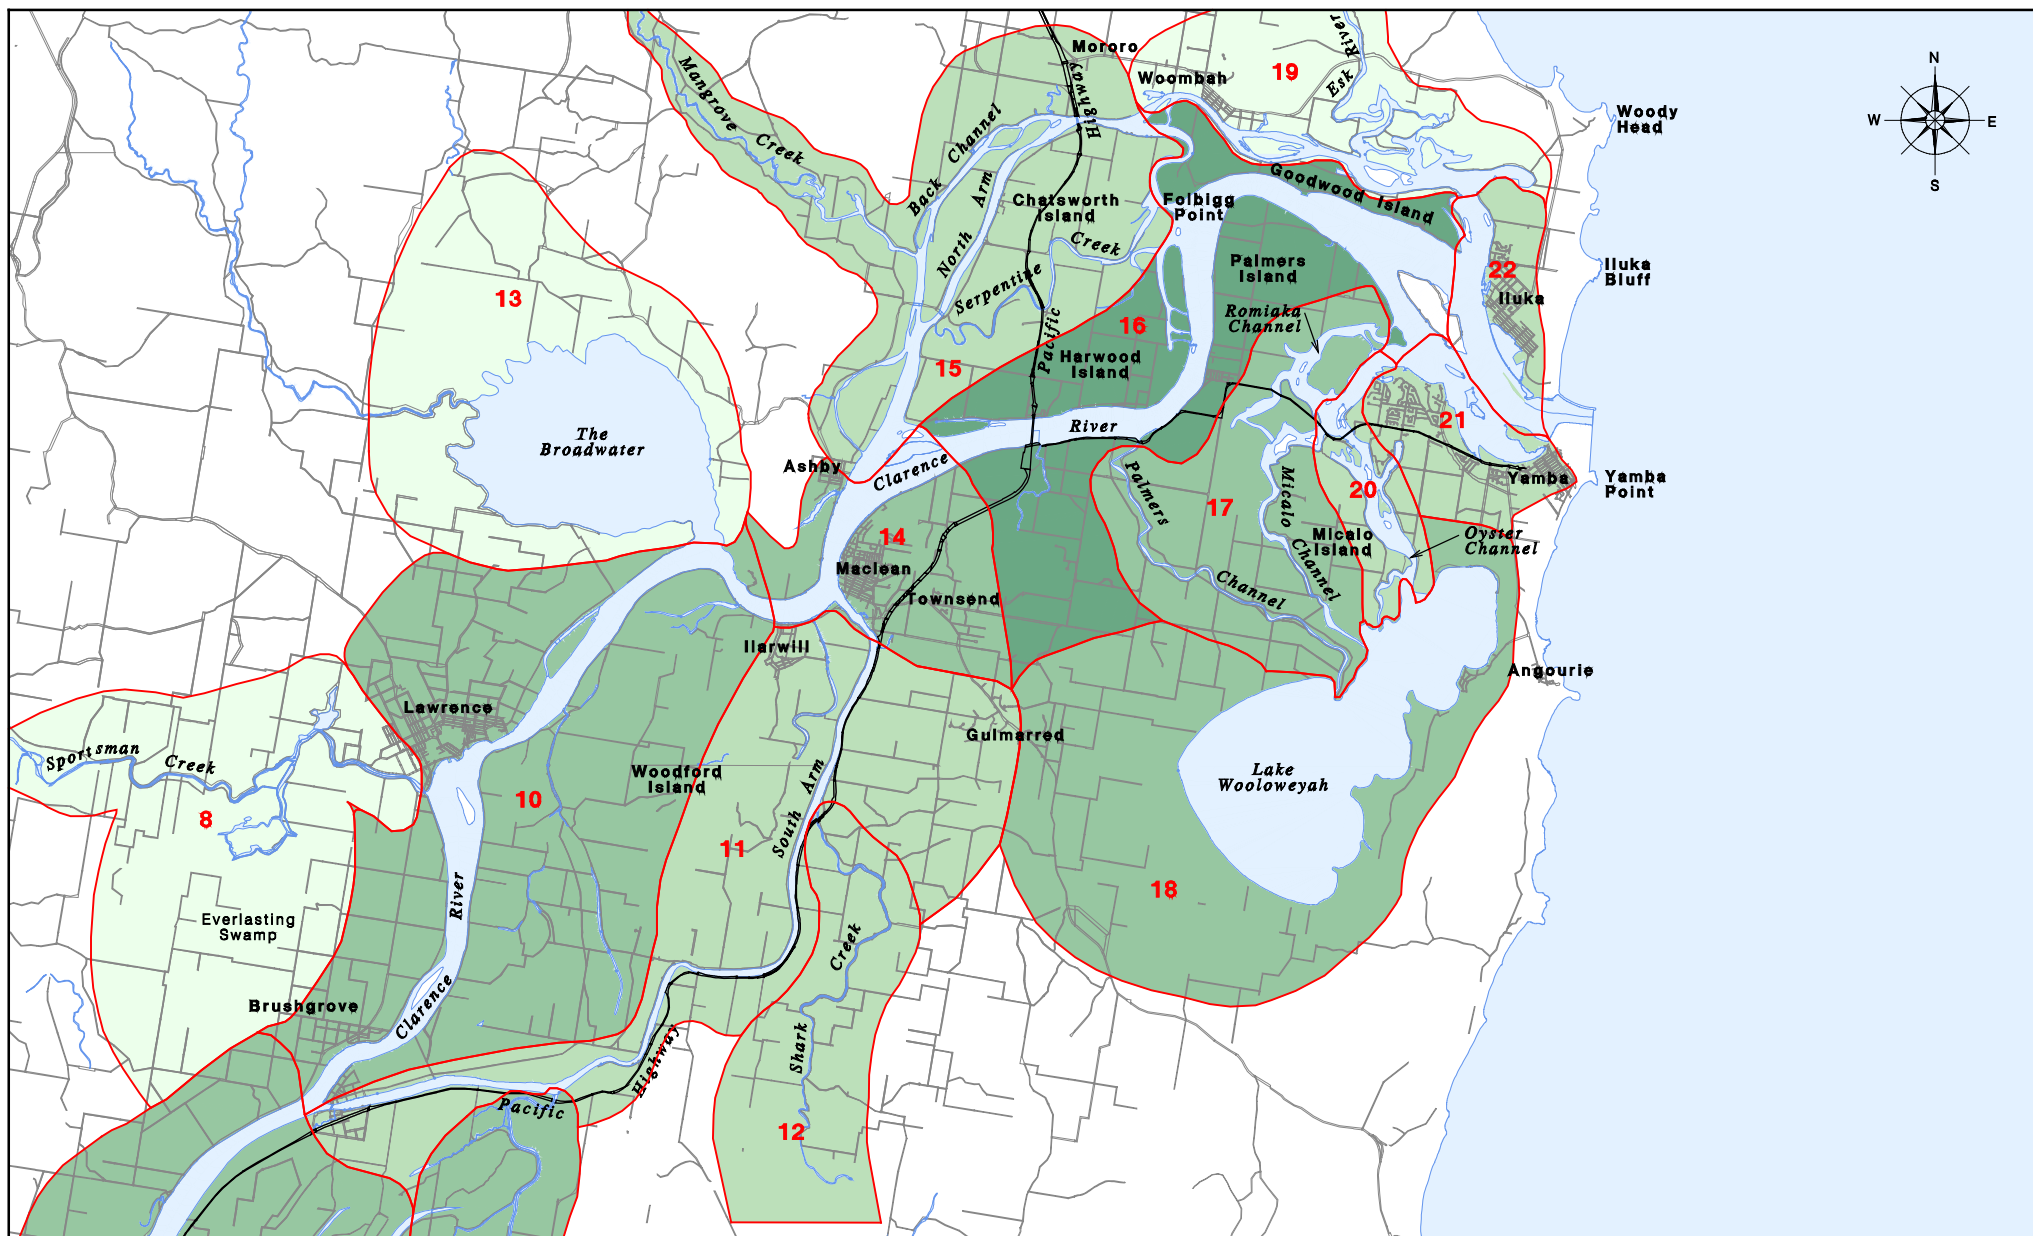 Mororo
Woombah
19
Esk River
Woody
Head
N
W
E
S
Mangrove Creek
Back Channel
North Arm
Highway
Chatsworth
Island
Folbigg
Point
Goodwood Island
Serpentine Creek
Palmers
Island
Iluka
Bluff
22
Iluka
13
Romiaka
Channel
16
Pacific
Harwood
Island
15
The
Broadwater
Ashby
Clarence River
21
Yamba
Yamba
Point
20
17
Palmers Channel
Micalo Channel
Micalo
Island
Oyster
Channel
14
Maclean
Townsend
Ilarwill
Angourie
Lawrence
Gulmarred
Sportsman Creek
Woodford
Island
South Arm
Lake
Wooloweyah
8
10
11
18
Everlasting
Swamp
Brushgrove
Clarence River
Shark Creek
Pacific Highway
12